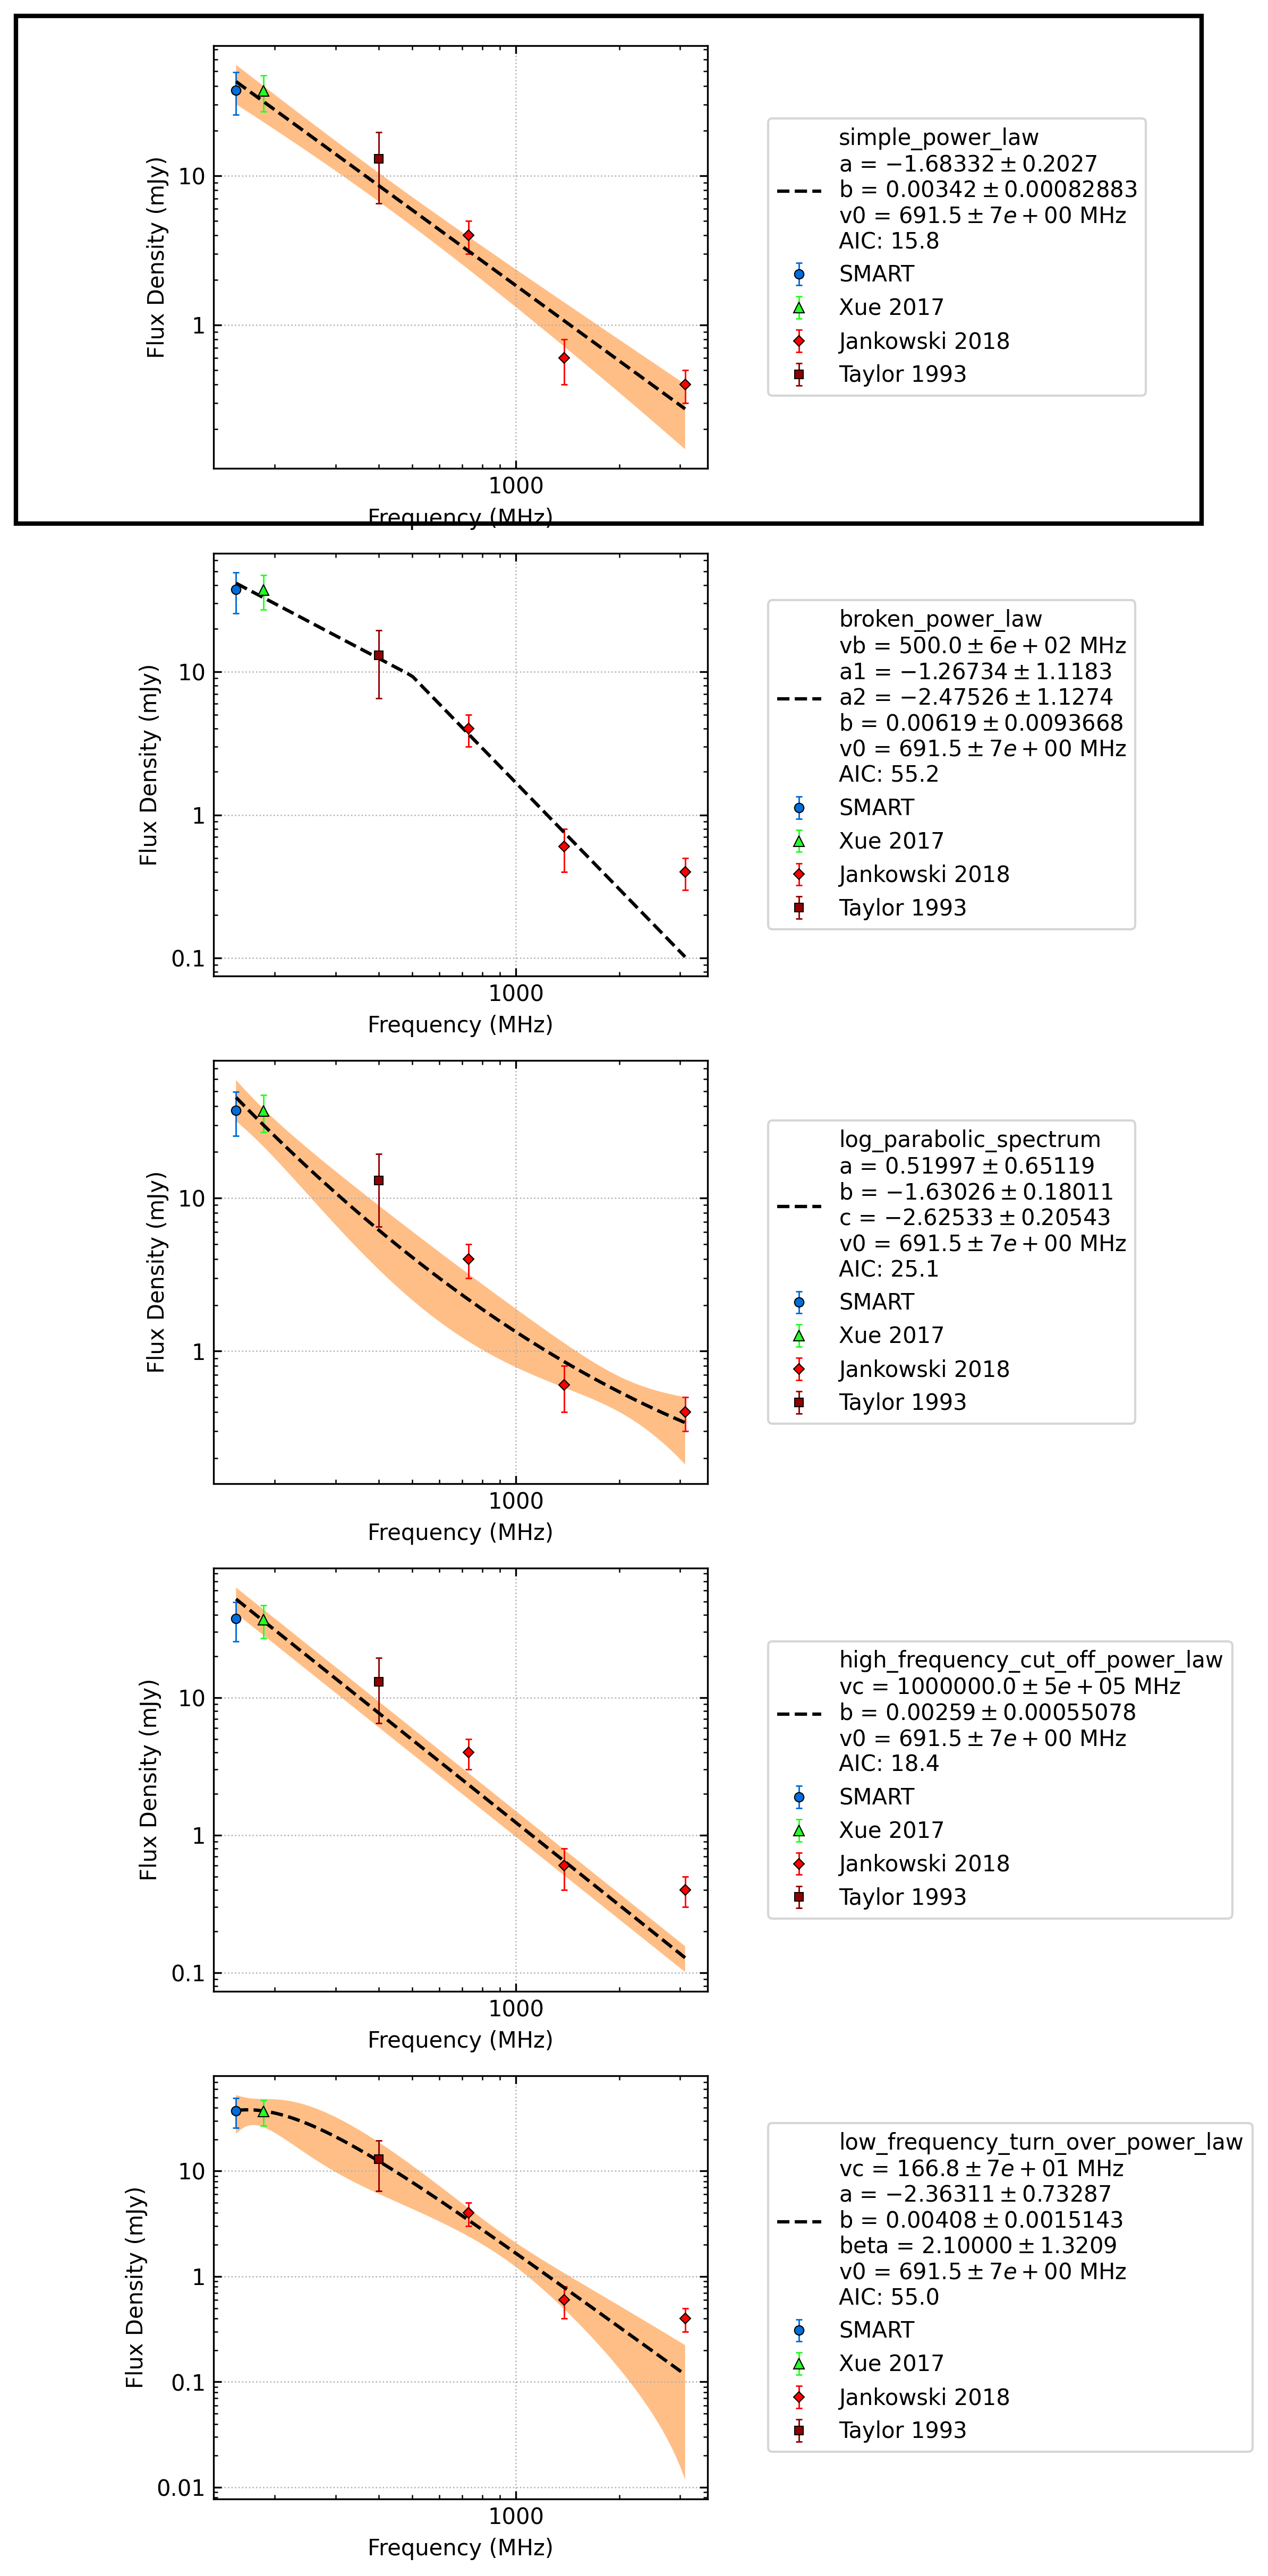 10
1
Flux Density (mJy)
1000
Frequency (MHz)
simple_power_law
a = −1.68332 ± 0.2027
b = 0.00342 ± 0.00082883
v0 = 691.5 ± 7e + 00 MHz
AIC: 15.8
SMART
Xue 2017
Jankowski 2018
Taylor 1993
10
1
0.1
Flux Density (mJy)
1000
Frequency (MHz)
broken_power_law
vb = 500.0 ± 6e + 02 MHz
a1 = −1.26734 ± 1.1183
a2 = −2.47526 ± 1.1274
b = 0.00619 ± 0.0093668
v0 = 691.5 ± 7e + 00 MHz
AIC: 55.2
SMART
Xue 2017
Jankowski 2018
Taylor 1993
10
1
Flux Density (mJy)
1000
Frequency (MHz)
log_parabolic_spectrum
a = 0.51997 ± 0.65119
b = −1.63026 ± 0.18011
c = −2.62533 ± 0.20543
v0 = 691.5 ± 7e + 00 MHz
AIC: 25.1
SMART
Xue 2017
Jankowski 2018
Taylor 1993
10
1
0.1
Flux Density (mJy)
1000
Frequency (MHz)
high_frequency_cut_off_power_law
vc = 1000000.0 ± 5e + 05 MHz
b = 0.00259 ± 0.00055078
v0 = 691.5 ± 7e + 00 MHz
AIC: 18.4
SMART
Xue 2017
Jankowski 2018
Taylor 1993
10
1
0.1
0.01
Flux Density (mJy)
1000
Frequency (MHz)
low_frequency_turn_over_power_law
vc = 166.8 ± 7e + 01 MHz
a = −2.36311 ± 0.73287
b = 0.00408 ± 0.0015143
beta = 2.10000 ± 1.3209
v0 = 691.5 ± 7e + 00 MHz
AIC: 55.0
SMART
Xue 2017
Jankowski 2018
Taylor 1993